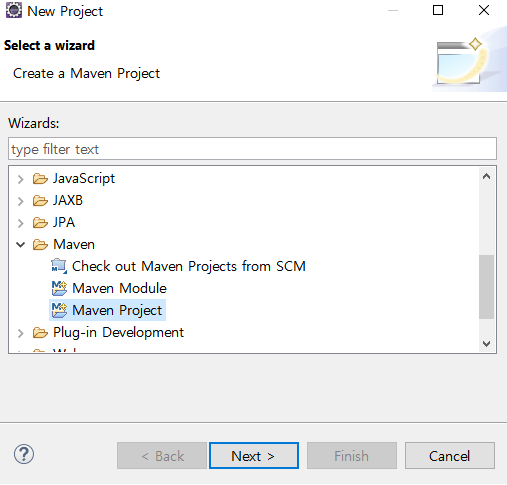 New Project
Select a wizard
Create a Maven Project
Wizards:
type filter text
JavaScript
JAXB
JPA
Maven
Check out Maven Projects from SCM
Maven Module
Maven Project
Plug-in Development
< Back
Next >
Finish
Cancel